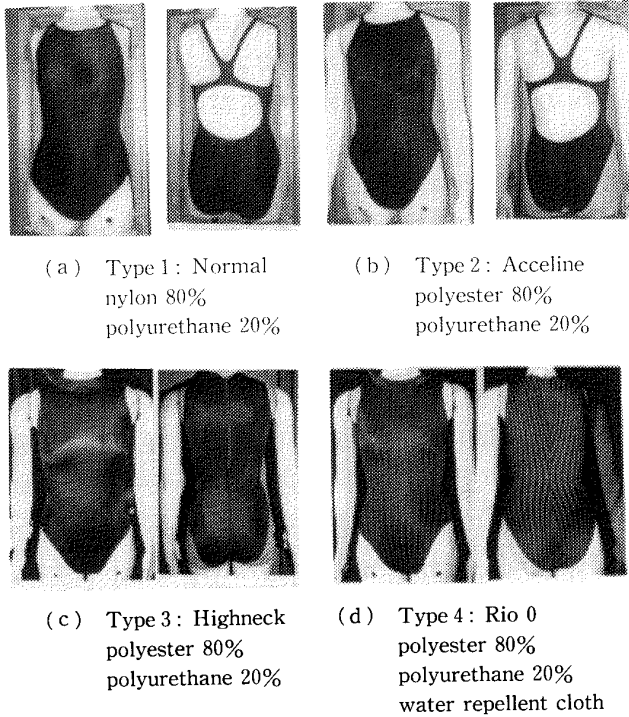 (a) Type 1: Normal
nylon 80%
polyurethane 20%
(b) Type 2: Acceline
polyester 80%
polyurethane 20%
(c) Type 3: Highneck
polyester 80%
polyurethane 20%
(d) Type 4: Rio 0
polyester 80%
polyurethane 20%
water repellent cloth